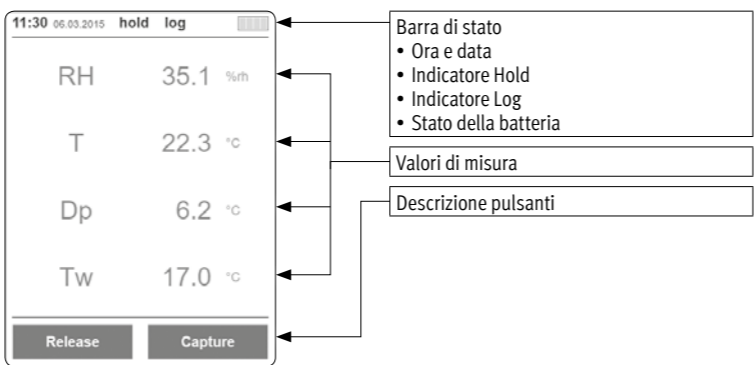 11:30 06.03.2015 hold log
RH 35.1 %rh
T 22.3 °C
Dp 6.2 °C
Tw 17.0 °C
Release Capture
Barra di stato
• Ora e data
• Indicatore Hold
• Indicatore Log
• Stato della batteria
Valori di misura
Descrizione pulsanti